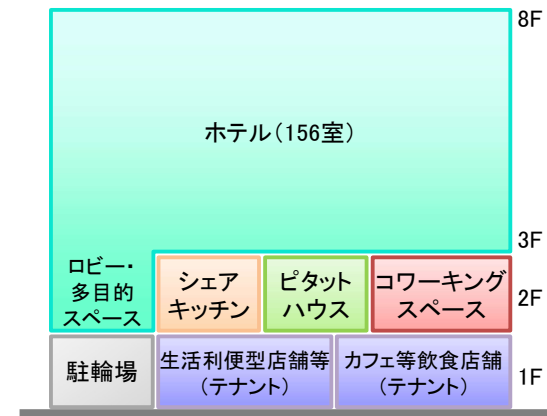 8F
ホテル(156室)
3F
ロビー・
多目的
スペース
シェア
キッチン
ピタット
ハウス
コワーキング
スペース
2F
駐輪場
生活利便型店舗等
(テナント)
カフェ等飲食店舗
(テナント)
1F